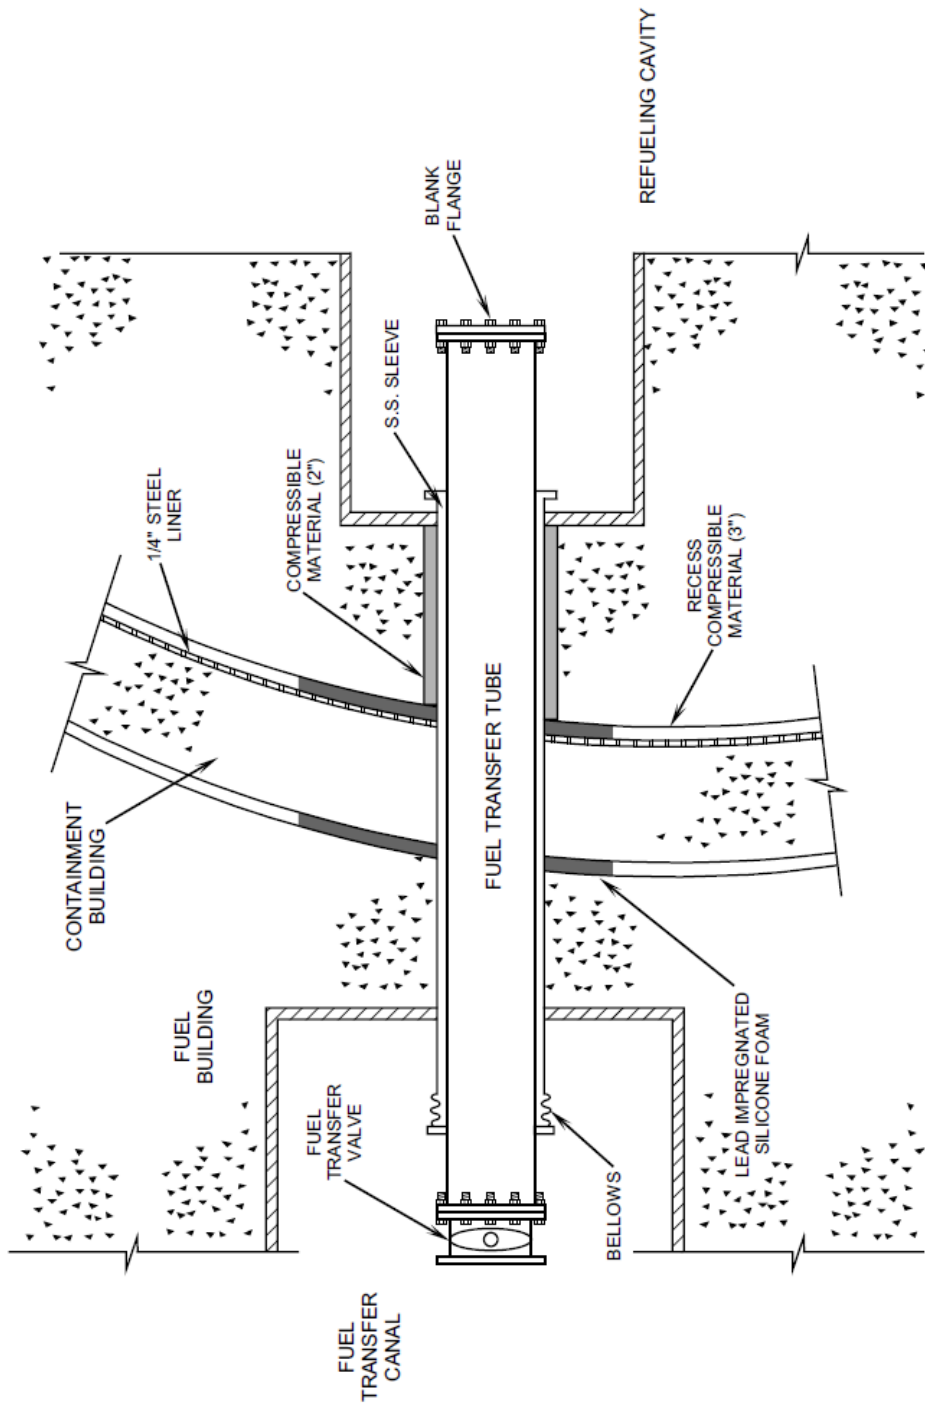 REFUELING CAVITY
BLANK
FLANGE
S.S. SLEEVE
1/4" STEEL
LINER
COMPRESSIBLE
MATERIAL (2")
RECESS
COMPRESSIBLE
MATERIAL (3")
FUEL TRANSFER TUBE
CONTAINMENT
BUILDING
FUEL
BUILDING
FUEL
TRANSFER
VALVE
LEAD IMPREGNATED
SILICONE FOAM
BELLOWS
FUEL
TRANSFER
CANAL